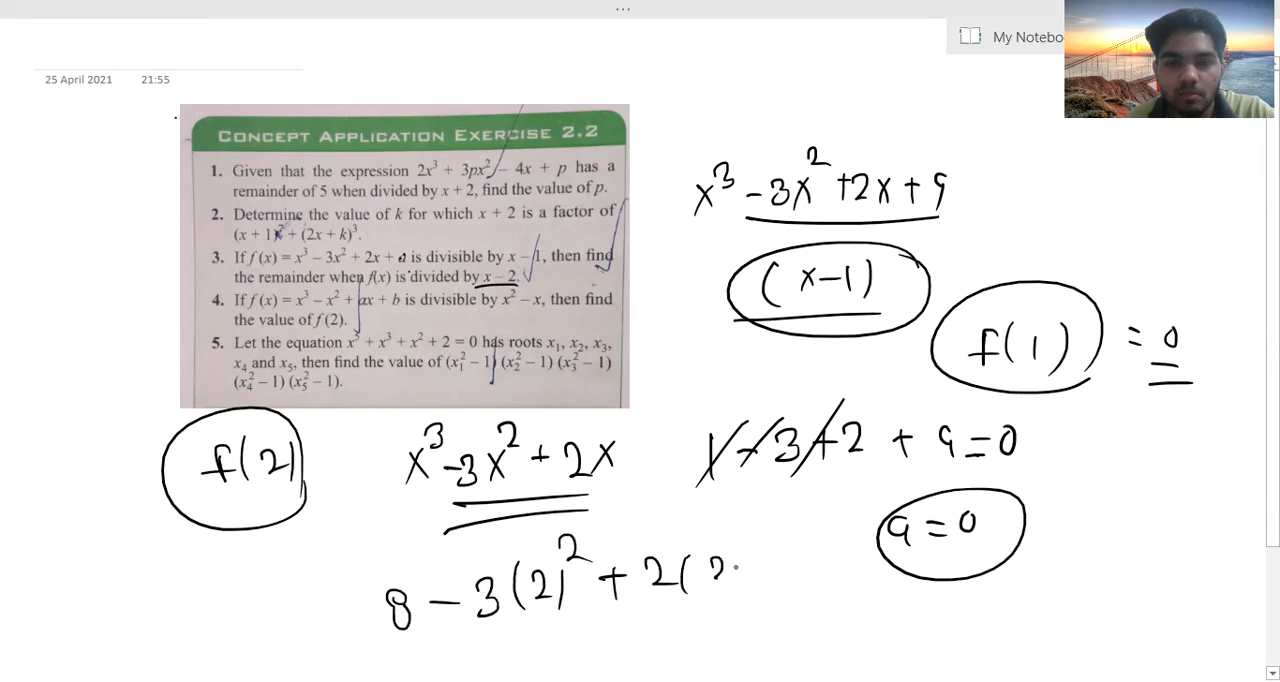 ...
My Notebo
25 April 2021 21:55
CONCEPT APPLICATION EXERCISE 2.2
1. Given that the expression 2x³ + 3px² – 4x + p has a
remainder of 5 when divided by x + 2, find the value of p.
2. Determine the value of k for which x + 2 is a factor of
(x + 1)⁷ + (2x + k)³.
3. If f(x) = x³ – 3x² + 2x + a is divisible by x – 1, then find
the remainder when f(x) is divided by x – 2.
4. If f(x) = x³ – x² + ax + b is divisible by x² – x, then find
the value of f(2).
5. Let the equation x⁵ + x³ + x² + 2 = 0 has roots x₁, x₂, x₃,
x₄ and x₅, then find the value of (x₁² – 1) (x₂² – 1) (x₃² – 1)
(x₄² – 1) (x₅² – 1).
x³ - 3x² + 2x + a
(x-1)
f(1) = 0
1 - 3 + 2 + a = 0
a = 0
f(2) x³ - 3x² + 2x
8 - 3(2)² + 2(2